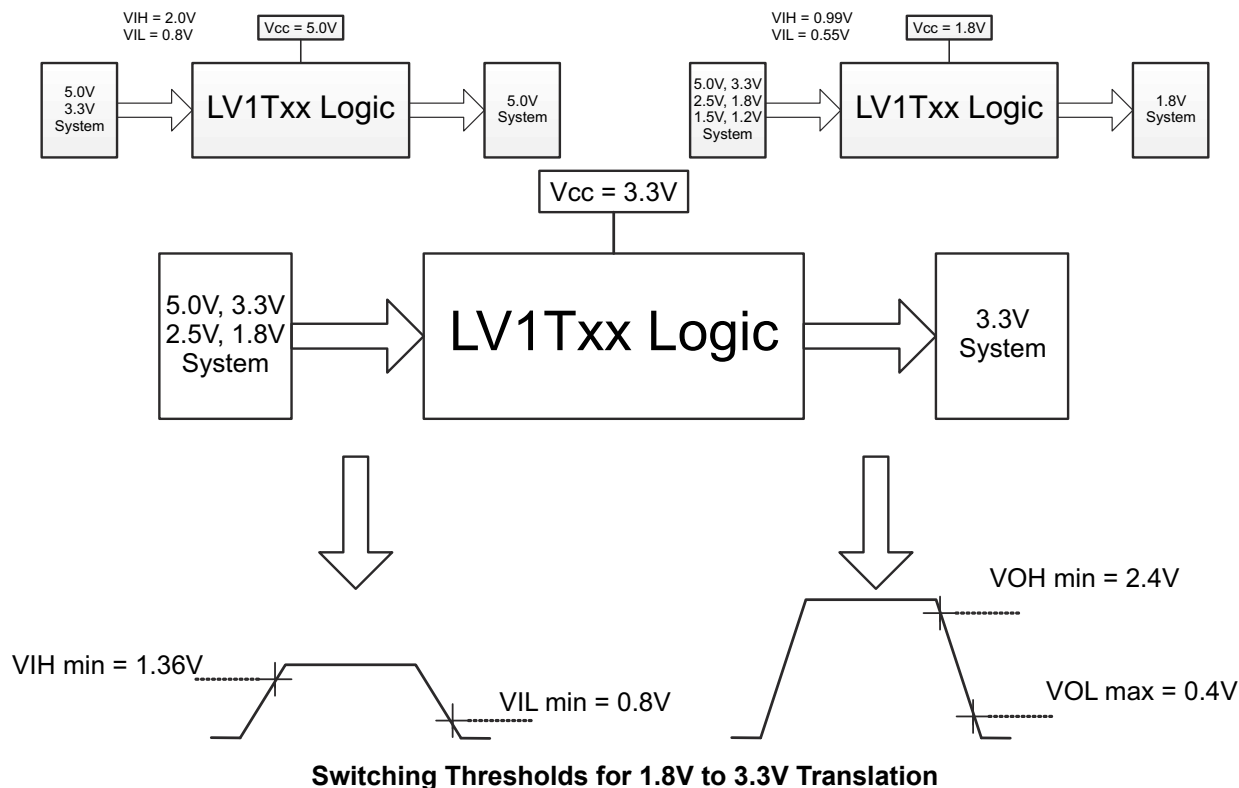 VIH = 2.0V
VIL = 0.8V
Vcc = 5.0V
5.0V
3.3V
System
LV1Txx Logic
5.0V
System
VIH = 0.99V
VIL = 0.55V
Vcc = 1.8V
5.0V, 3.3V
2.5V, 1.8V
1.5V, 1.2V
System
LV1Txx Logic
1.8V
System
Vcc = 3.3V
5.0V, 3.3V
2.5V, 1.8V
System
LV1Txx Logic
3.3V
System
VIH min = 1.36V
VIL min = 0.8V
VOH min = 2.4V
VOL max = 0.4V
Switching Thresholds for 1.8V to 3.3V Translation